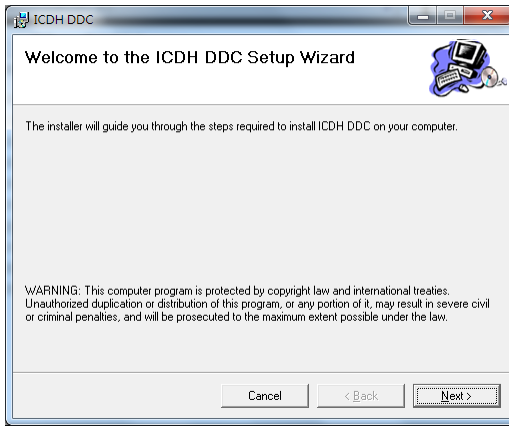 ICDH DDC
Welcome to the ICDH DDC Setup Wizard
The installer will guide you through the steps required to install ICDH DDC on your computer.
WARNING: This computer program is protected by copyright law and international treaties.
Unauthorized duplication or distribution of this program, or any portion of it, may result in severe civil
or criminal penalties, and will be prosecuted to the maximum extent possible under the law.
Cancel
< Back
Next >